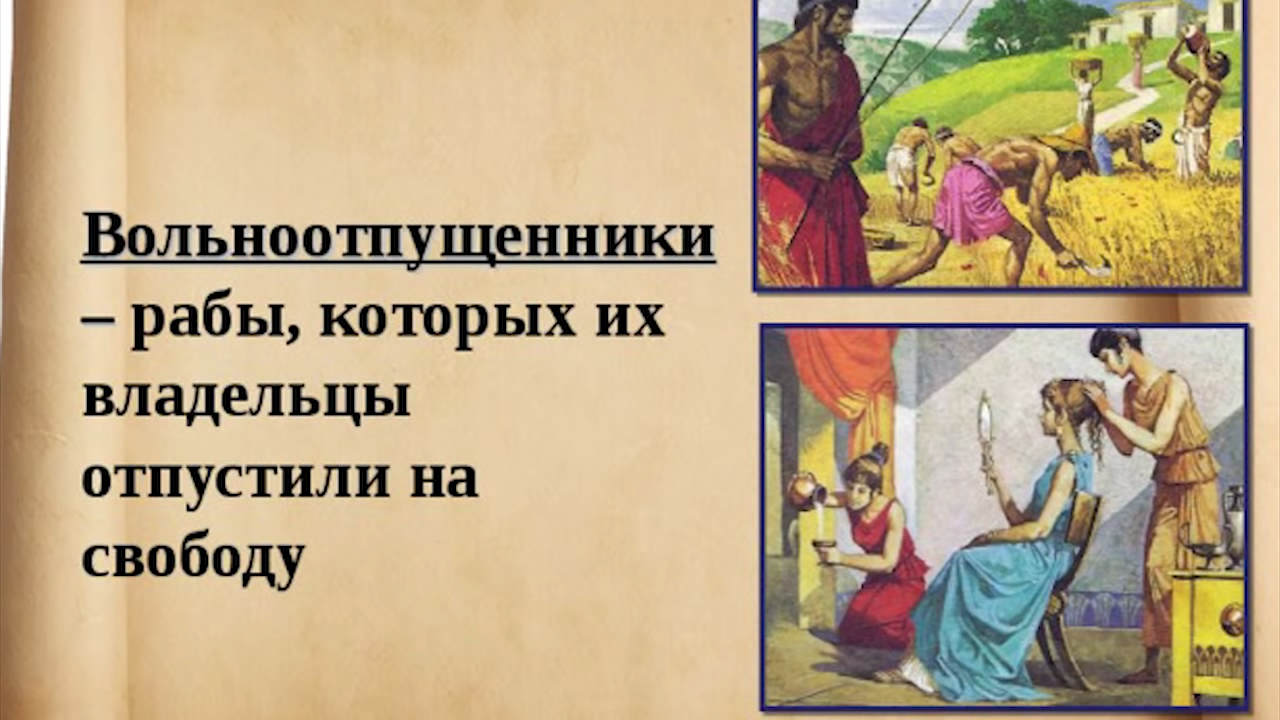 Вольноотпущенники
– рабы, которых их
владельцы
отпустили на
свободу